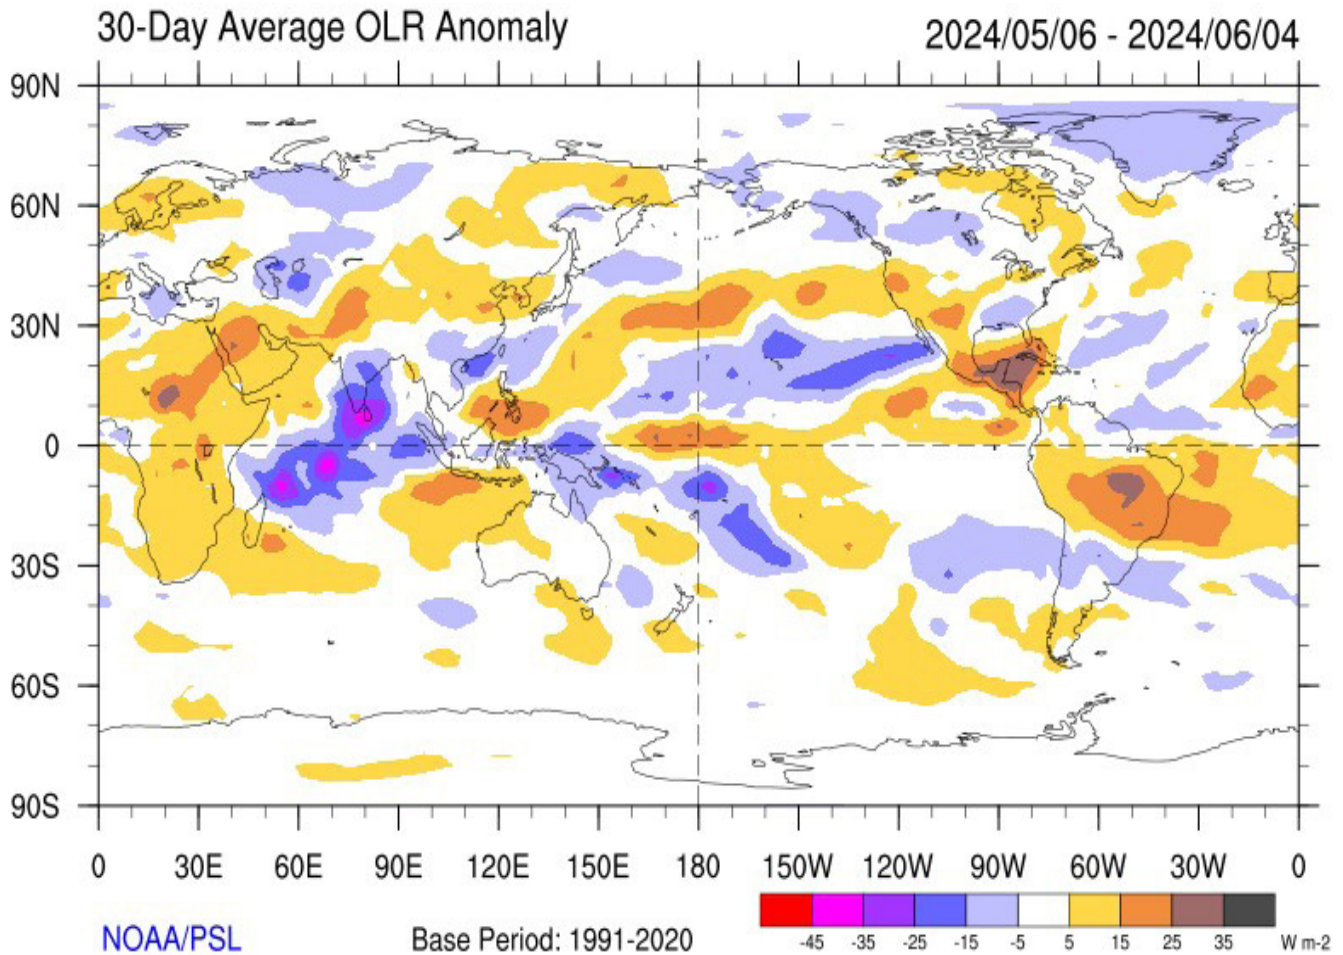 30-Day Average OLR Anomaly 2024/05/06 - 2024/06/04
90N
60N
30N
0
30S
60S
90S
0 30E 60E 90E 120E 150E 180 150W 120W 90W 60W 30W 0
NOAA/PSL Base Period: 1991-2020
-45 -35 -25 -15 -5 5 15 25 35 W m-2